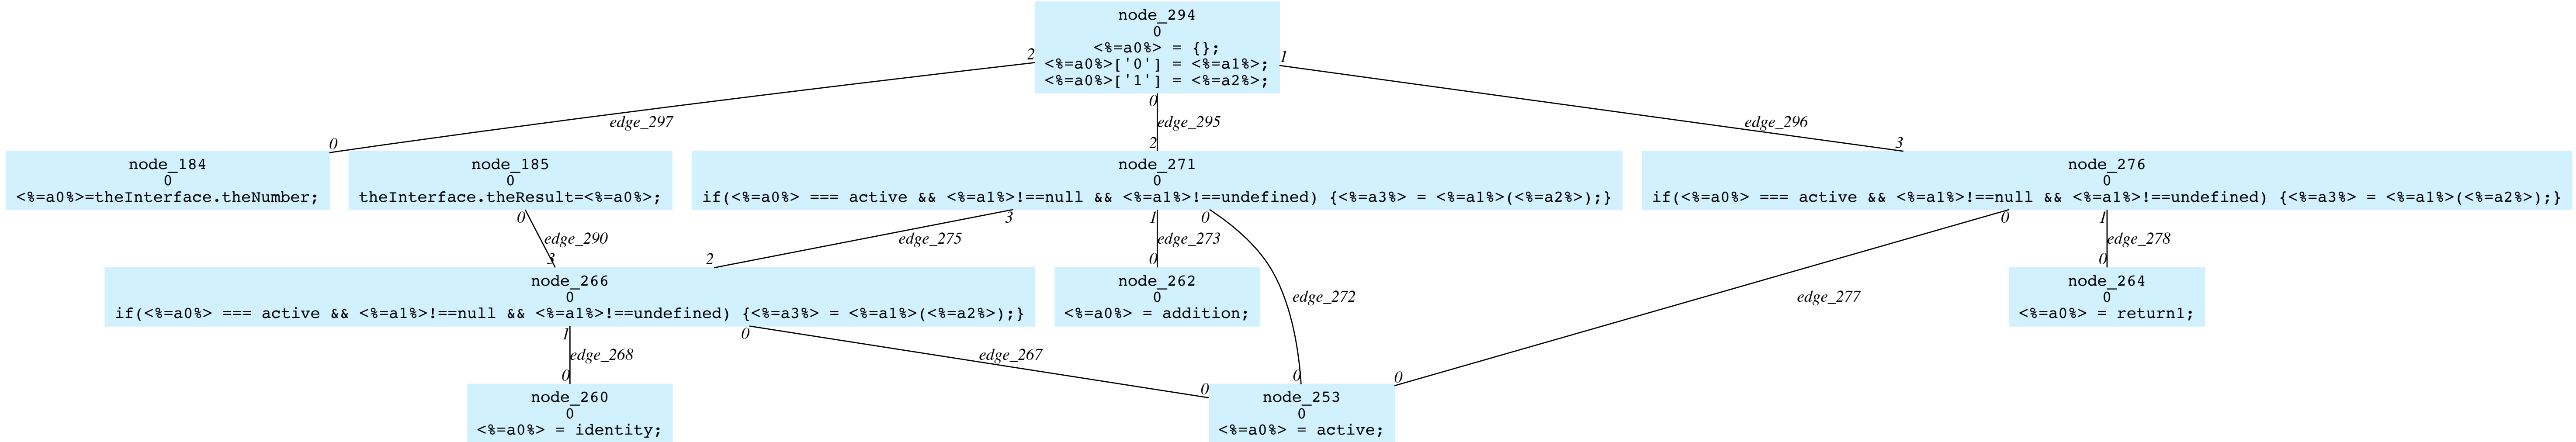 node_294
0
<%=a0%> = {};
<%=a0%>['0'] = <%=a1%>;
<%=a0%>['1'] = <%=a2%>;
2
1
0
edge_297
edge_295
edge_296
0
2
3
node_184
0
<%=a0%>=theInterface.theNumber;
node_185
0
theInterface.theResult=<%=a0%>;
node_271
0
if(<%=a0%> === active && <%=a1%>!==null && <%=a1%>!==undefined) {<%=a3%> = <%=a1%>(<%=a2%>);}
node_276
0
if(<%=a0%> === active && <%=a1%>!==null && <%=a1%>!==undefined) {<%=a3%> = <%=a1%>(<%=a2%>);}
0
3
1
0
0
1
edge_290
edge_275
edge_273
edge_272
edge_277
edge_278
3
2
0
0
node_266
0
if(<%=a0%> === active && <%=a1%>!==null && <%=a1%>!==undefined) {<%=a3%> = <%=a1%>(<%=a2%>);}
node_262
0
<%=a0%> = addition;
node_264
0
<%=a0%> = return1;
1
0
edge_268
edge_267
0
0
0
0
node_260
0
<%=a0%> = identity;
node_253
0
<%=a0%> = active;